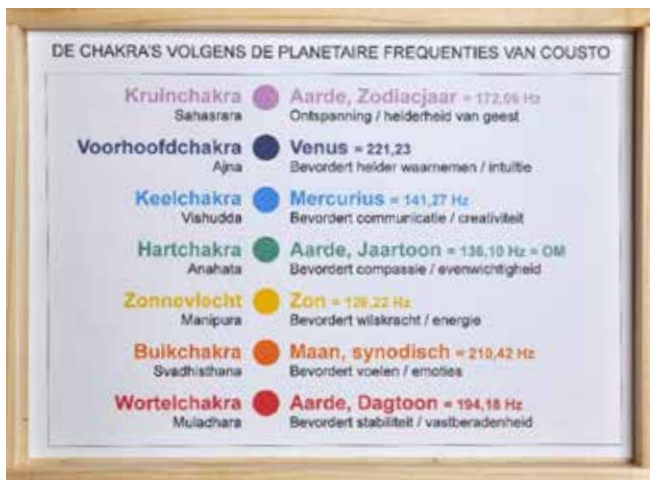 DE CHAKRA'S VOLGENS DE PLANETAIRE FREQUENTIES VAN COUSTO
Kruinchakra Aarde, Zodiacjaar = 172,06 Hz
Sahasrara Ontspanning / helderheid van geest
Voorhoofdchakra Venus = 221,23
Ajna Bevordert helder waarnemen / intuïtie
Keelchakra Mercurius = 141,27 Hz
Vishudda Bevordert communicatie / creativiteit
Hartchakra Aarde, Jaartoon = 136,10 Hz = OM
Anahata Bevordert compassie / evenwichtigheid
Zonnevlecht Zon = 126,22 Hz
Manipura Bevordert wilskracht / energie
Buikchakra Maan, synodisch = 210,42 Hz
Svadhisthana Bevordert voelen / emoties
Wortelchakra Aarde, Dagtoon = 194,18 Hz
Muladhara Bevordert stabiliteit / vastberadenheid